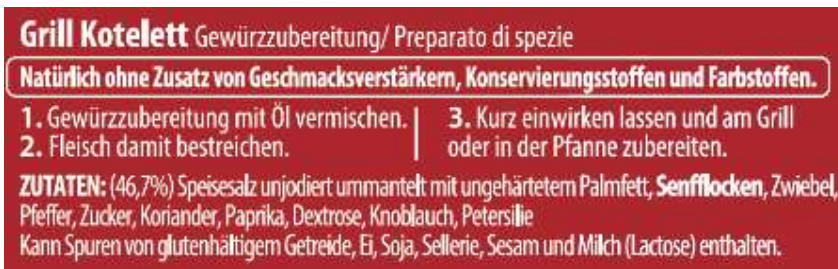 Grill Kotelett Gewürzzubereitung/ Preparato di spezie
Natürlich ohne Zusatz von Geschmacksverstärkern, Konservierungsstoffen und Farbstoffen.
1. Gewürzzubereitung mit Öl vermischen.
2. Fleisch damit bestreichen.
3. Kurz einwirken lassen und am Grill
oder in der Pfanne zubereiten.
ZUTATEN: (46,7%) Speisesalz unjodiert ummantelt mit ungehärtetem Palmfett, Senfflocken, Zwiebel,
Pfeffer, Zucker, Koriander, Paprika, Dextrose, Knoblauch, Petersilie
Kann Spuren von glutenhältigem Getreide, Ei, Soja, Sellerie, Sesam und Milch (Lactose) enthalten.